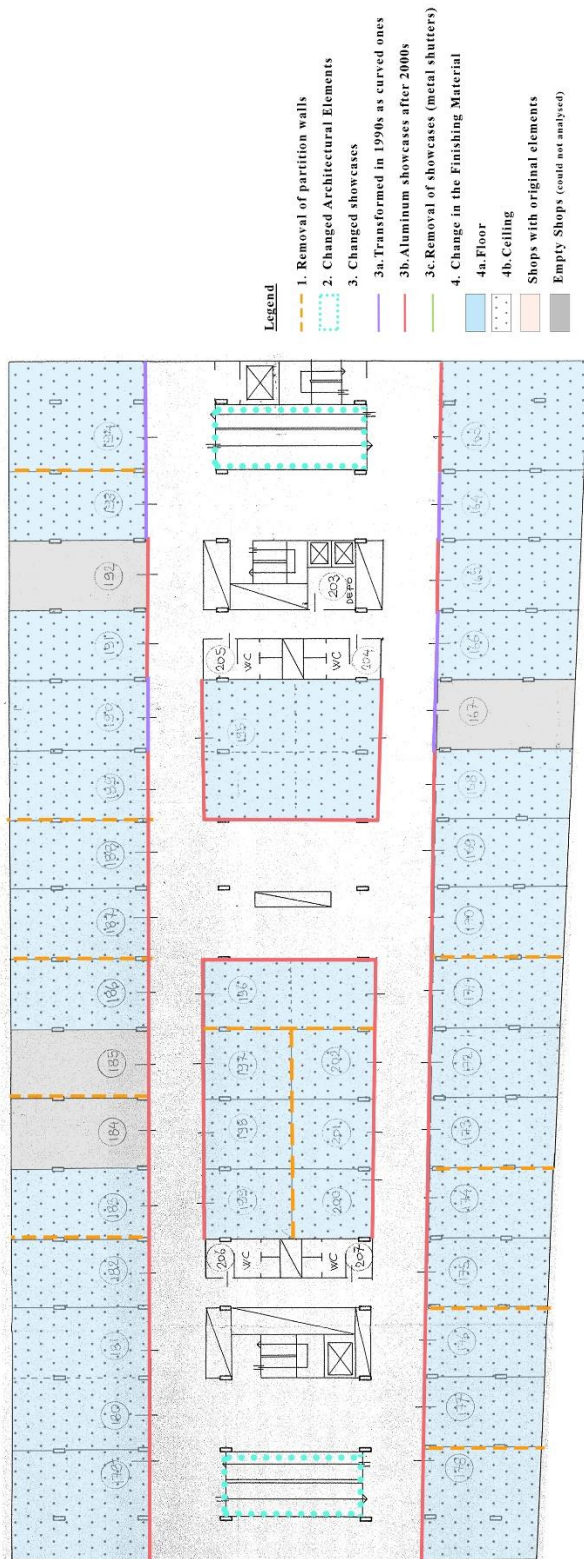 Legend
1. Removal of partition walls
2. Changed Architectural Elements
3. Changed showcases
3a.Transformed in 1990s as curved ones
3b.Aluminum showcases after 2000s
3c.Removal of showcases (metal shutters)
4. Change in the Finishing Material
4a.Floor
4b.Ceiling
Shops with original elements
Empty Shops (could not analysed)
194
193
192
191
190
189
188
187
186
185
184
183
182
181
180
179
203
DEPO
205
WC
WC
204
195
196
197
202
198
201
199
200
206
WC
WC
207
163
164
165
166
167
168
169
170
171
172
173
174
175
176
177
178